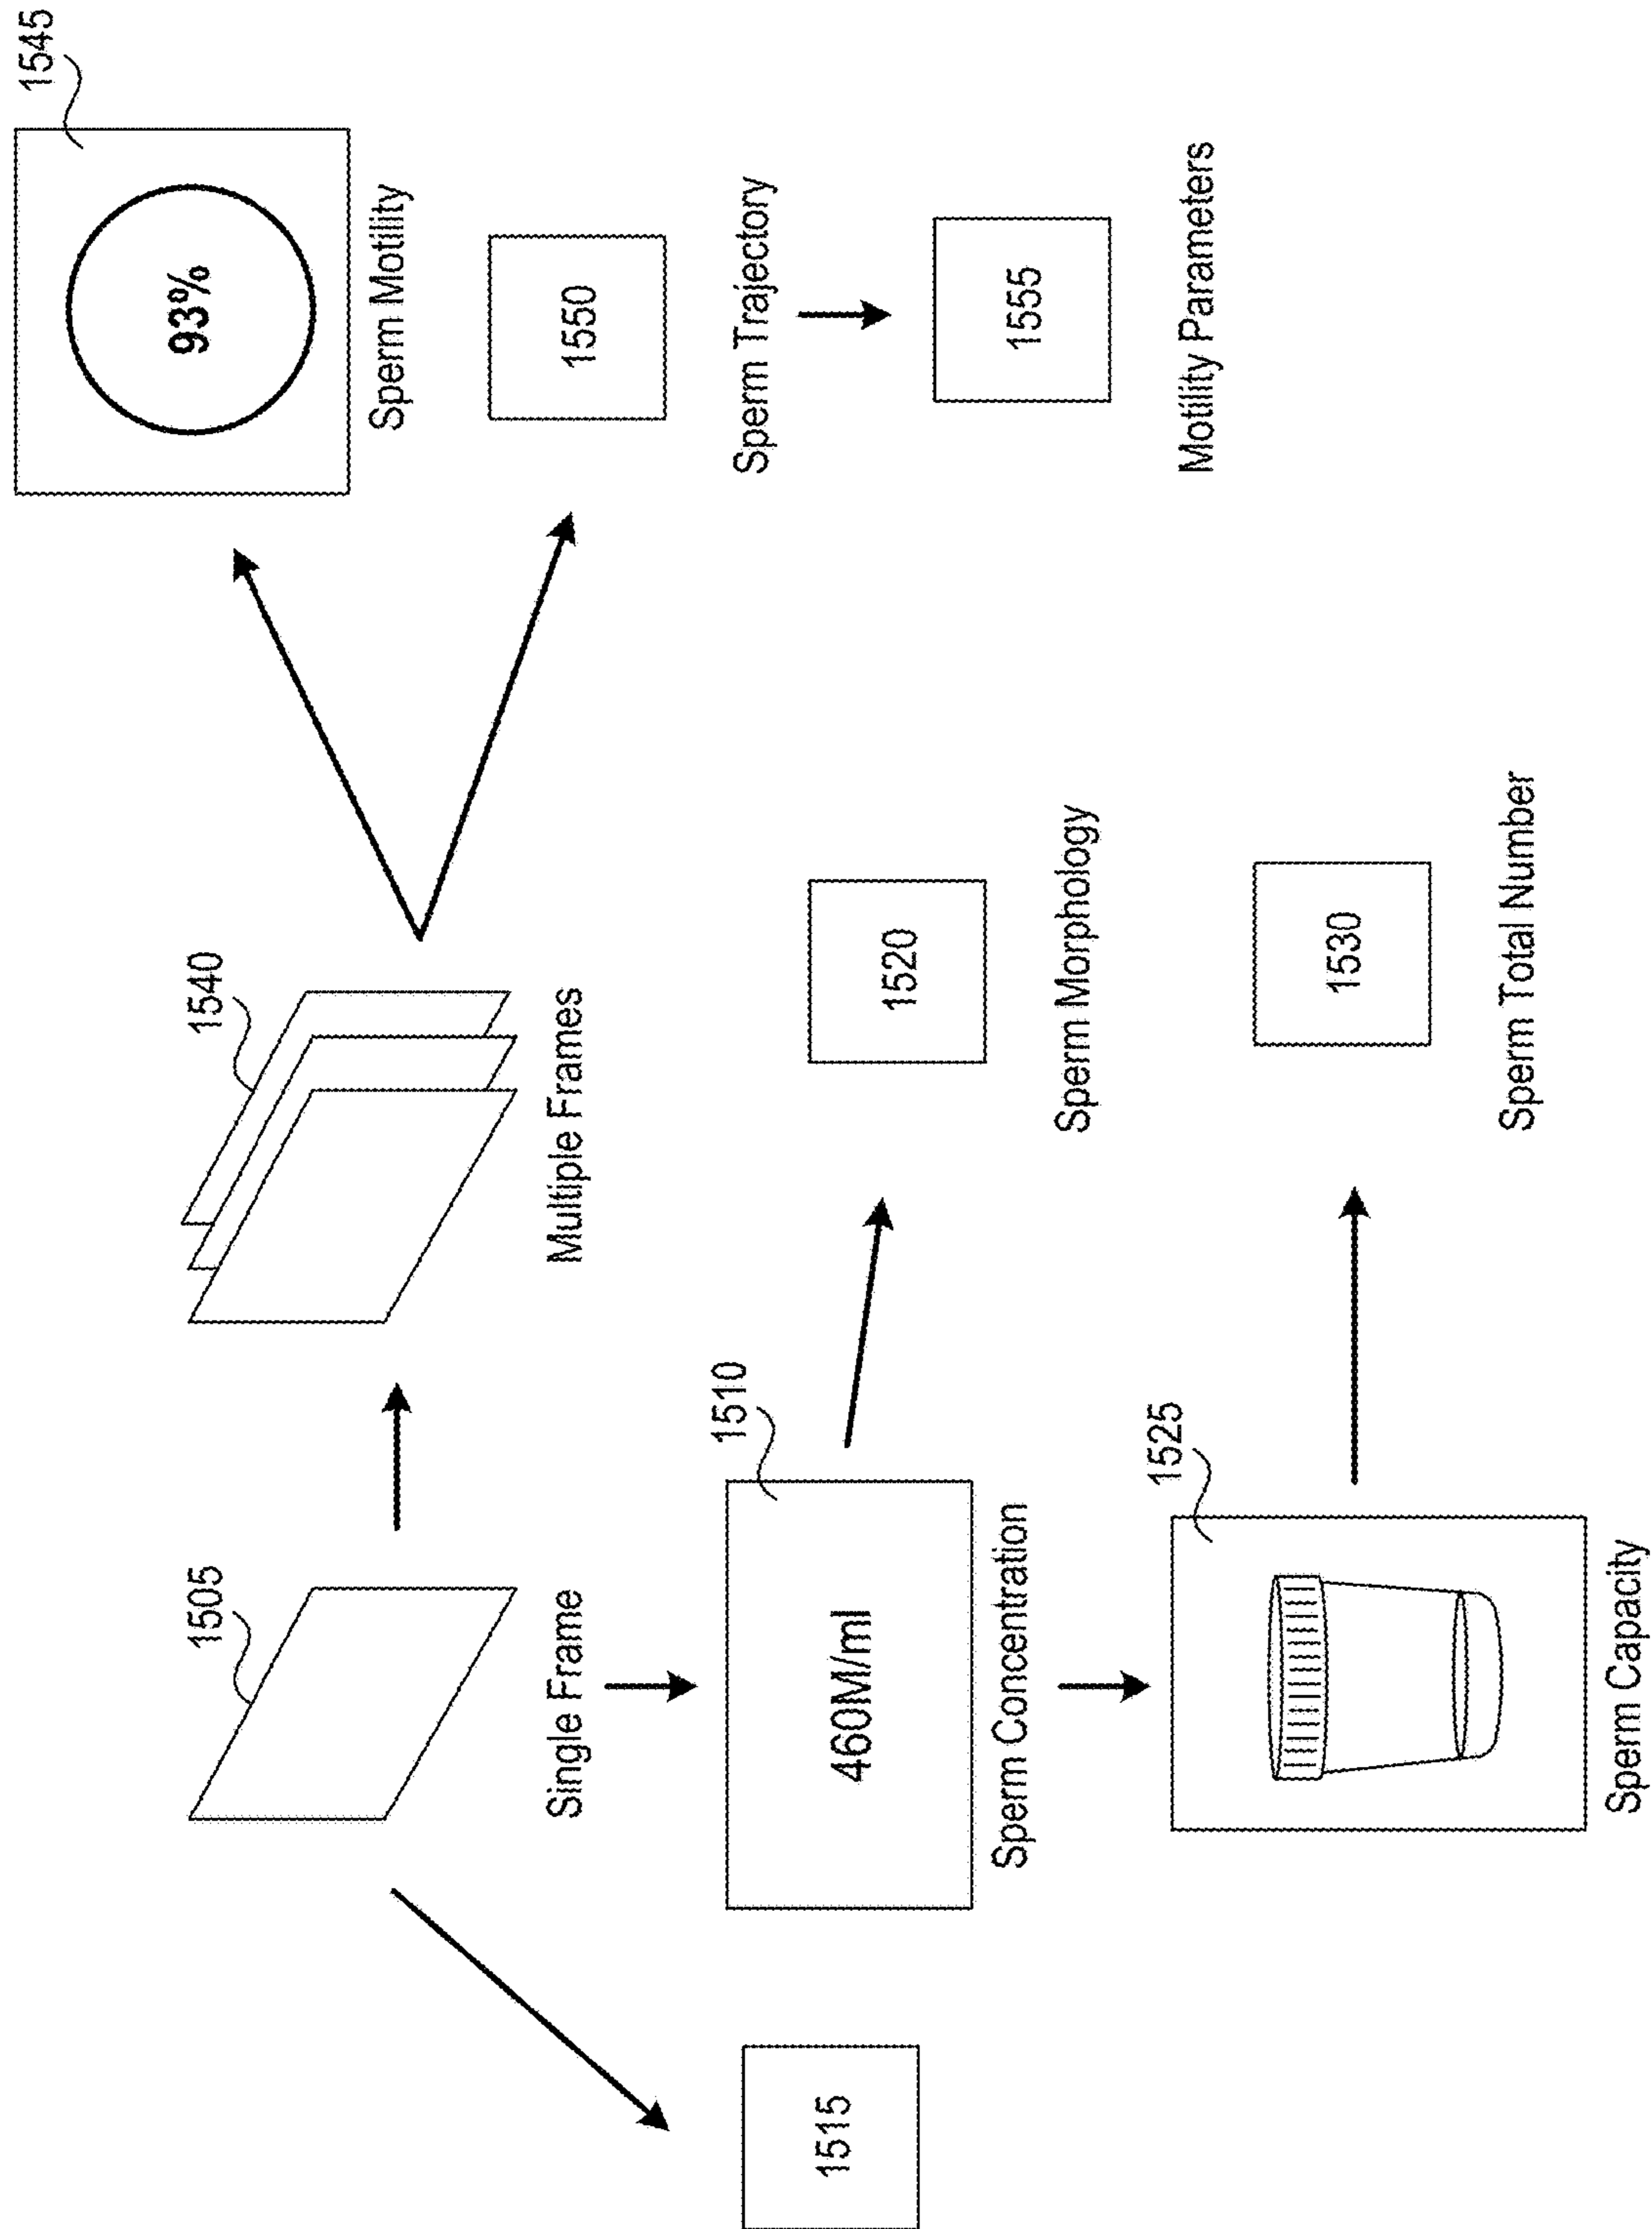 1505
Single Frame
1540
Multiple Frames
1545
93%
Sperm Motility
1550
Sperm Trajectory
1555
Motility Parameters
1515
1510
460M/ml
Sperm Concentration
1520
Sperm Morphology
1525
Sperm Capacity
1530
Sperm Total Number